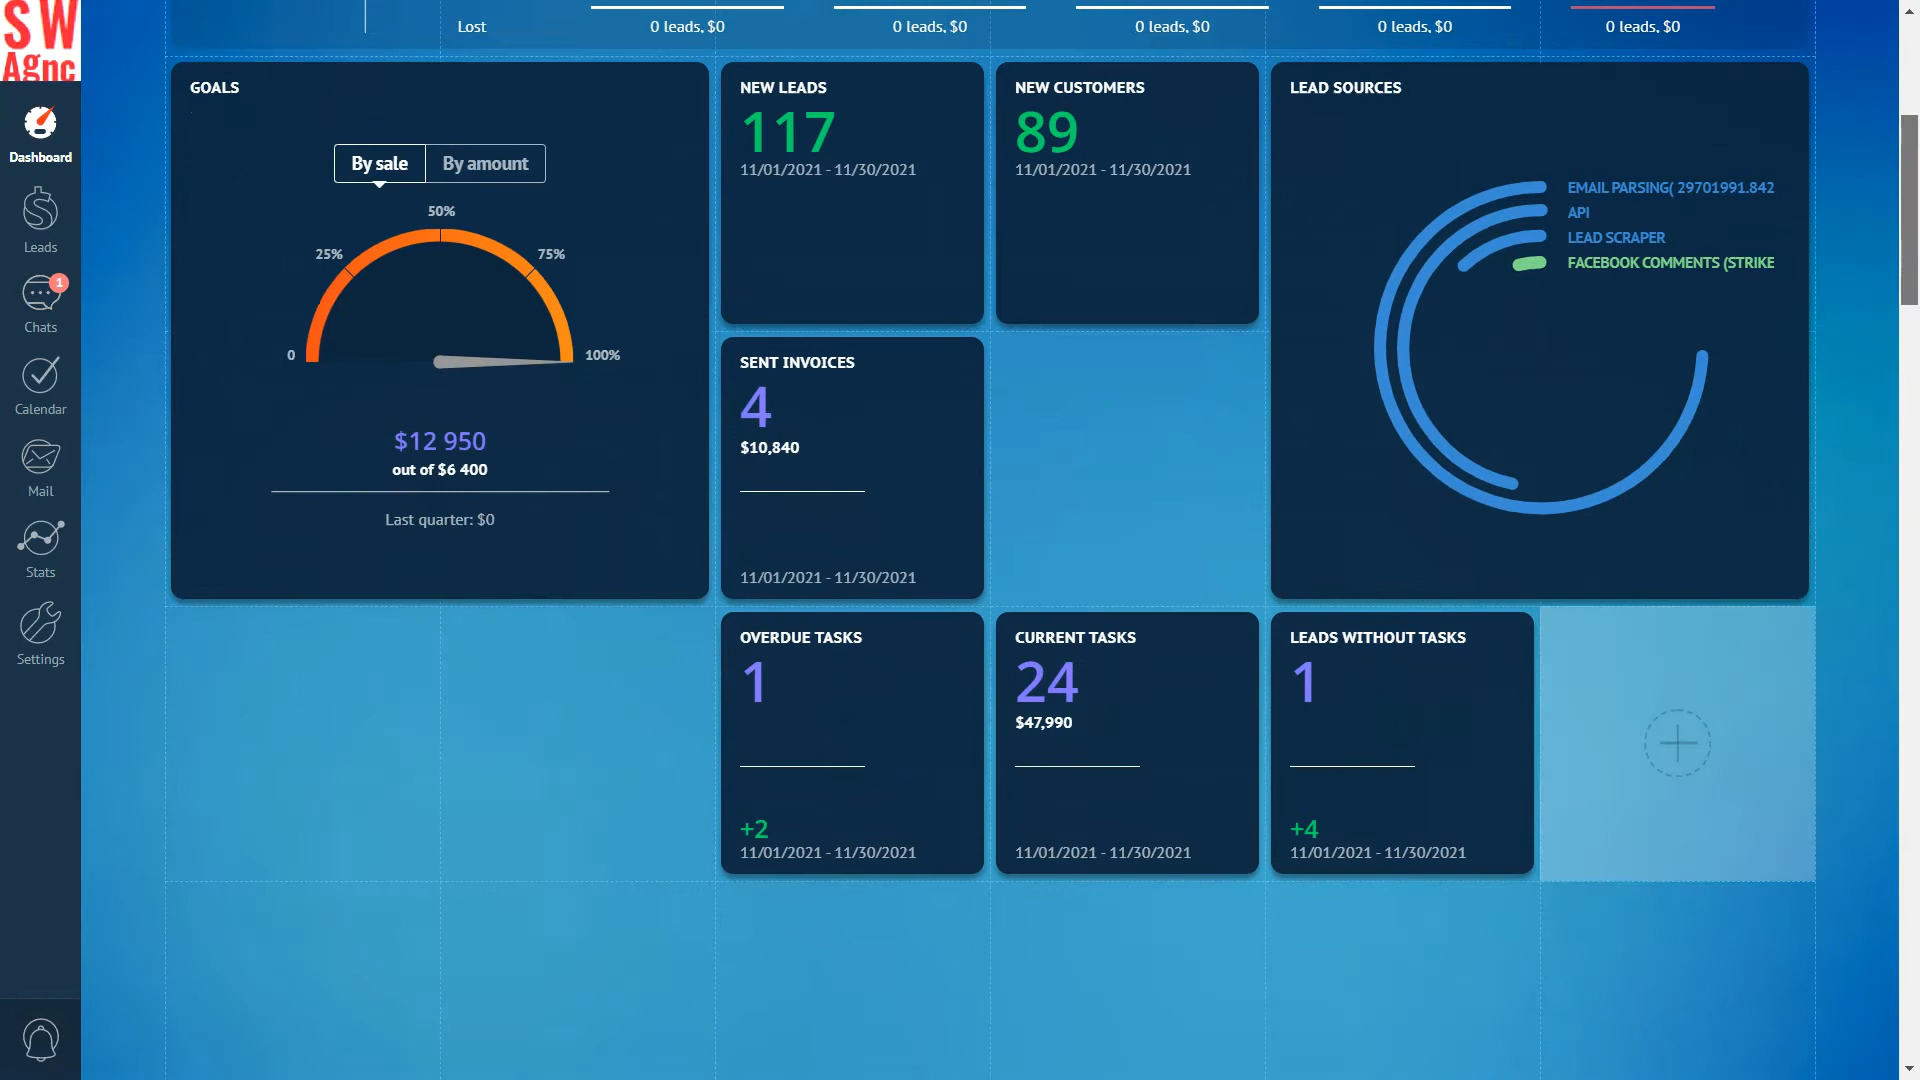 SW
Agnc
Dashboard
Leads
1
Chats
Calendar
Mail
Stats
Settings
Lost
0 leads, $0
0 leads, $0
0 leads, $0
0 leads, $0
0 leads, $0
GOALS
By sale
By amount
0
25%
50%
75%
100%
$12 950
out of $6 400
Last quarter: $0
NEW LEADS
117
11/01/2021 - 11/30/2021
NEW CUSTOMERS
89
11/01/2021 - 11/30/2021
LEAD SOURCES
EMAIL PARSING( 29701991.842
API
LEAD SCRAPER
FACEBOOK COMMENTS (STRIKE
SENT INVOICES
4
$10,840
11/01/2021 - 11/30/2021
OVERDUE TASKS
1
+2
11/01/2021 - 11/30/2021
CURRENT TASKS
24
$47,990
11/01/2021 - 11/30/2021
LEADS WITHOUT TASKS
1
+4
11/01/2021 - 11/30/2021